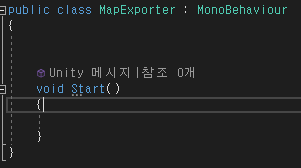 public class MapExporter : MonoBehaviour
{
Unity 메시지|참조 0개
void Start()
{
}
}